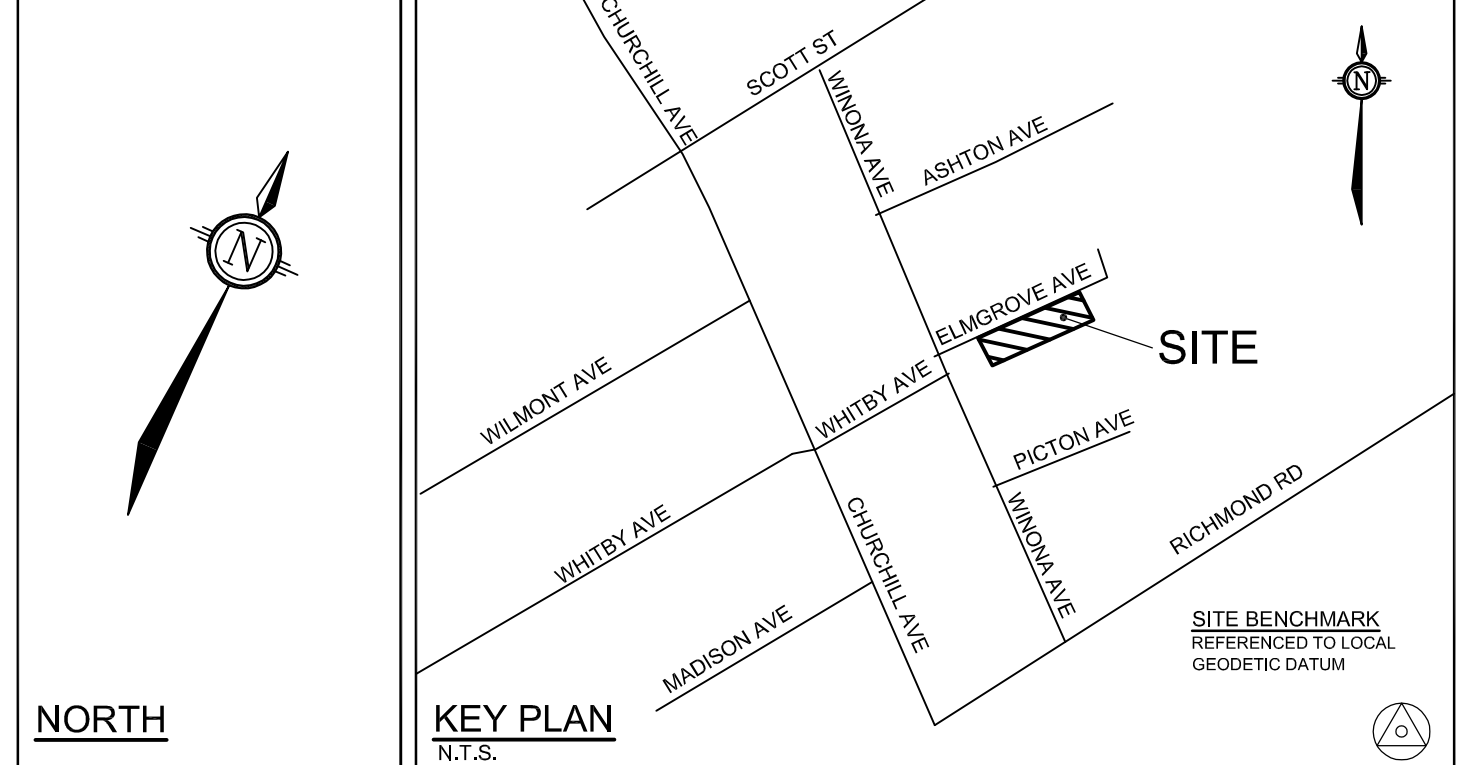 N
NORTH
CHURCHILL AVE
SCOTT ST
WINONA AVE
ASHTON AVE
N
ELMGROVE AVE
SITE
WILMONT AVE
WHITBY AVE
PICTON AVE
RICHMOND RD
WHITBY AVE
CHURCHILL AVE
WINONA AVE
MADISON AVE
SITE BENCHMARK
REFERENCED TO LOCAL
GEODETIC DATUM
KEY PLAN
N.T.S.